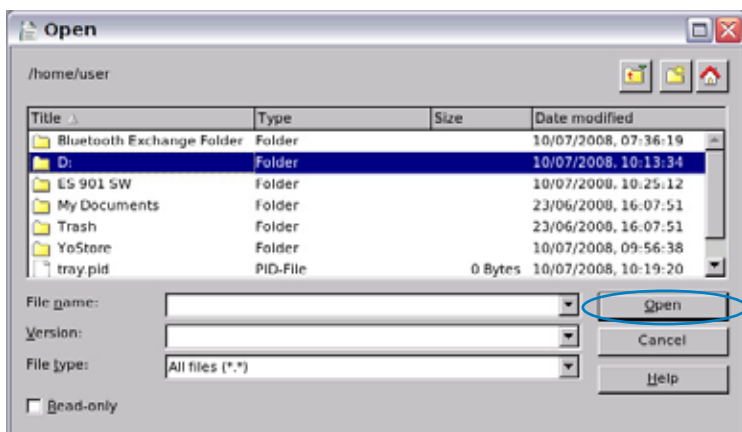 Open
/home/user
Title Type Size Date modified
Bluetooth Exchange Folder Folder 10/07/2008, 07:36:19
D: Folder 10/07/2008, 10:13:34
ES 901 SW Folder 10/07/2008, 10:25:12
My Documents Folder 23/06/2008, 16:07:51
Trash Folder 23/06/2008, 16:07:51
YoStore Folder 10/07/2008, 09:56:38
tray.pid PID-File 0 Bytes 10/07/2008, 10:19:20
File name: Open
Version: Cancel
File type: All files (*.*) Help
Read-only